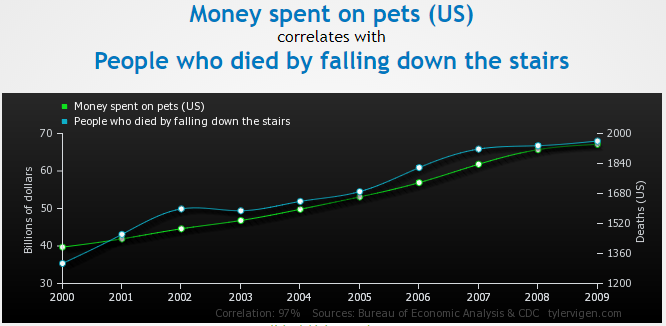 Money spent on pets (US)
correlates with
People who died by falling down the stairs
Money spent on pets (US)
People who died by falling down the stairs
70
60
50
40
30
Billions of dollars
2000
1840
1680
1520
1360
1200
Deaths (US)
2000 2001 2002 2003 2004 2005 2006 2007 2008 2009
Correlation: 97% Sources: Bureau of Economic Analysis & CDC tylervigen.com